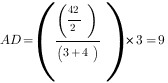 AD = ( (42/2) / (3+4) ) × 3 = 9